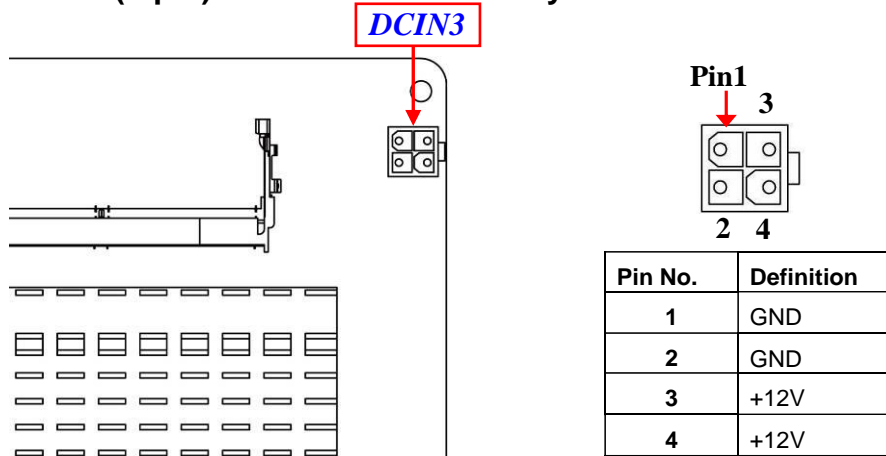 DCIN3
Pin1
3
2 4
Pin No. Definition
1 GND
2 GND
3 +12V
4 +12V